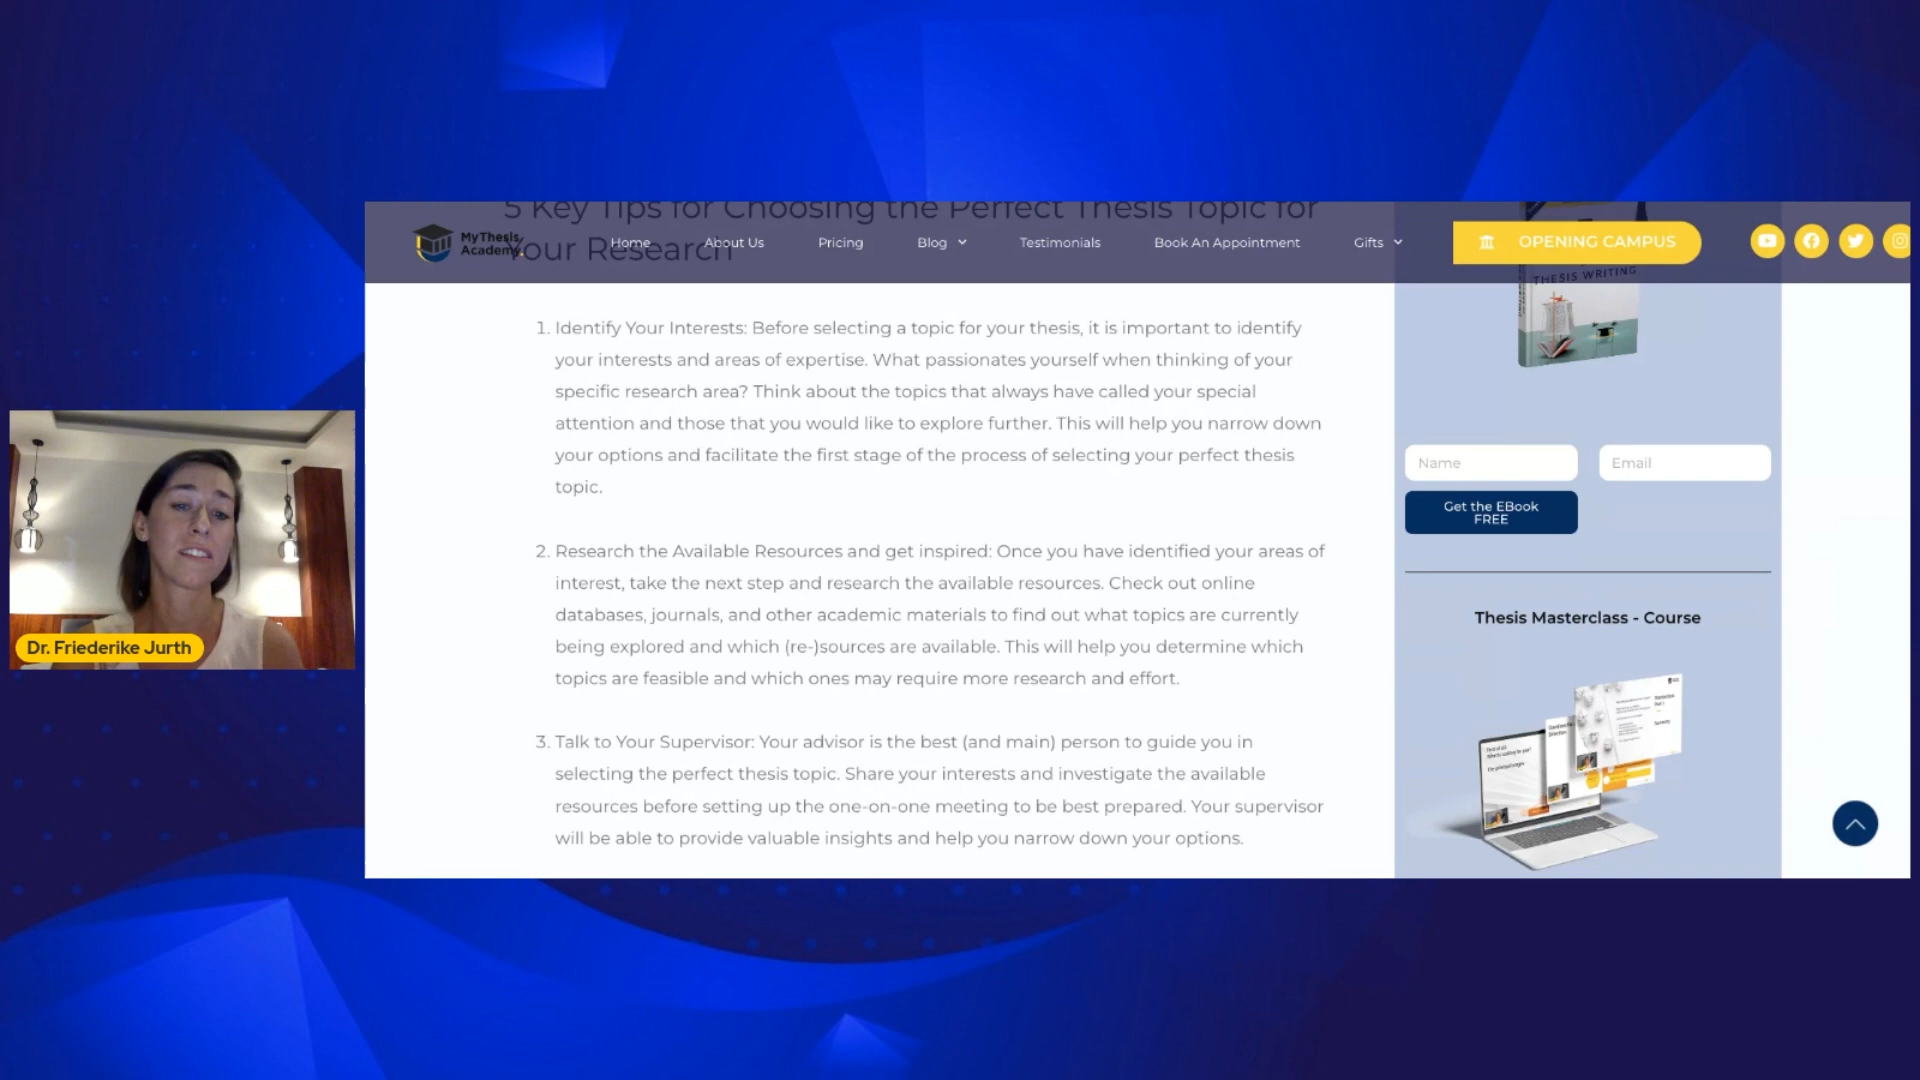 5 Key Tips for Choosing the Perfect Thesis Topic for
Your Research
MyThesis
Academy.
Home
About Us
Pricing
Blog
Testimonials
Book An Appointment
Gifts
OPENING CAMPUS
THESIS WRITING
1. Identify Your Interests: Before selecting a topic for your thesis, it is important to identify
your interests and areas of expertise. What passionates yourself when thinking of your
specific research area? Think about the topics that always have called your special
attention and those that you would like to explore further. This will help you narrow down
your options and facilitate the first stage of the process of selecting your perfect thesis
topic.
2. Research the Available Resources and get inspired: Once you have identified your areas of
interest, take the next step and research the available resources. Check out online
databases, journals, and other academic materials to find out what topics are currently
being explored and which (re-)sources are available. This will help you determine which
topics are feasible and which ones may require more research and effort.
3. Talk to Your Supervisor: Your advisor is the best (and main) person to guide you in
selecting the perfect thesis topic. Share your interests and investigate the available
resources before setting up the one-on-one meeting to be best prepared. Your supervisor
will be able to provide valuable insights and help you narrow down your options.
Name
Email
Get the EBook
FREE
Thesis Masterclass - Course
Dr. Friederike Jurth